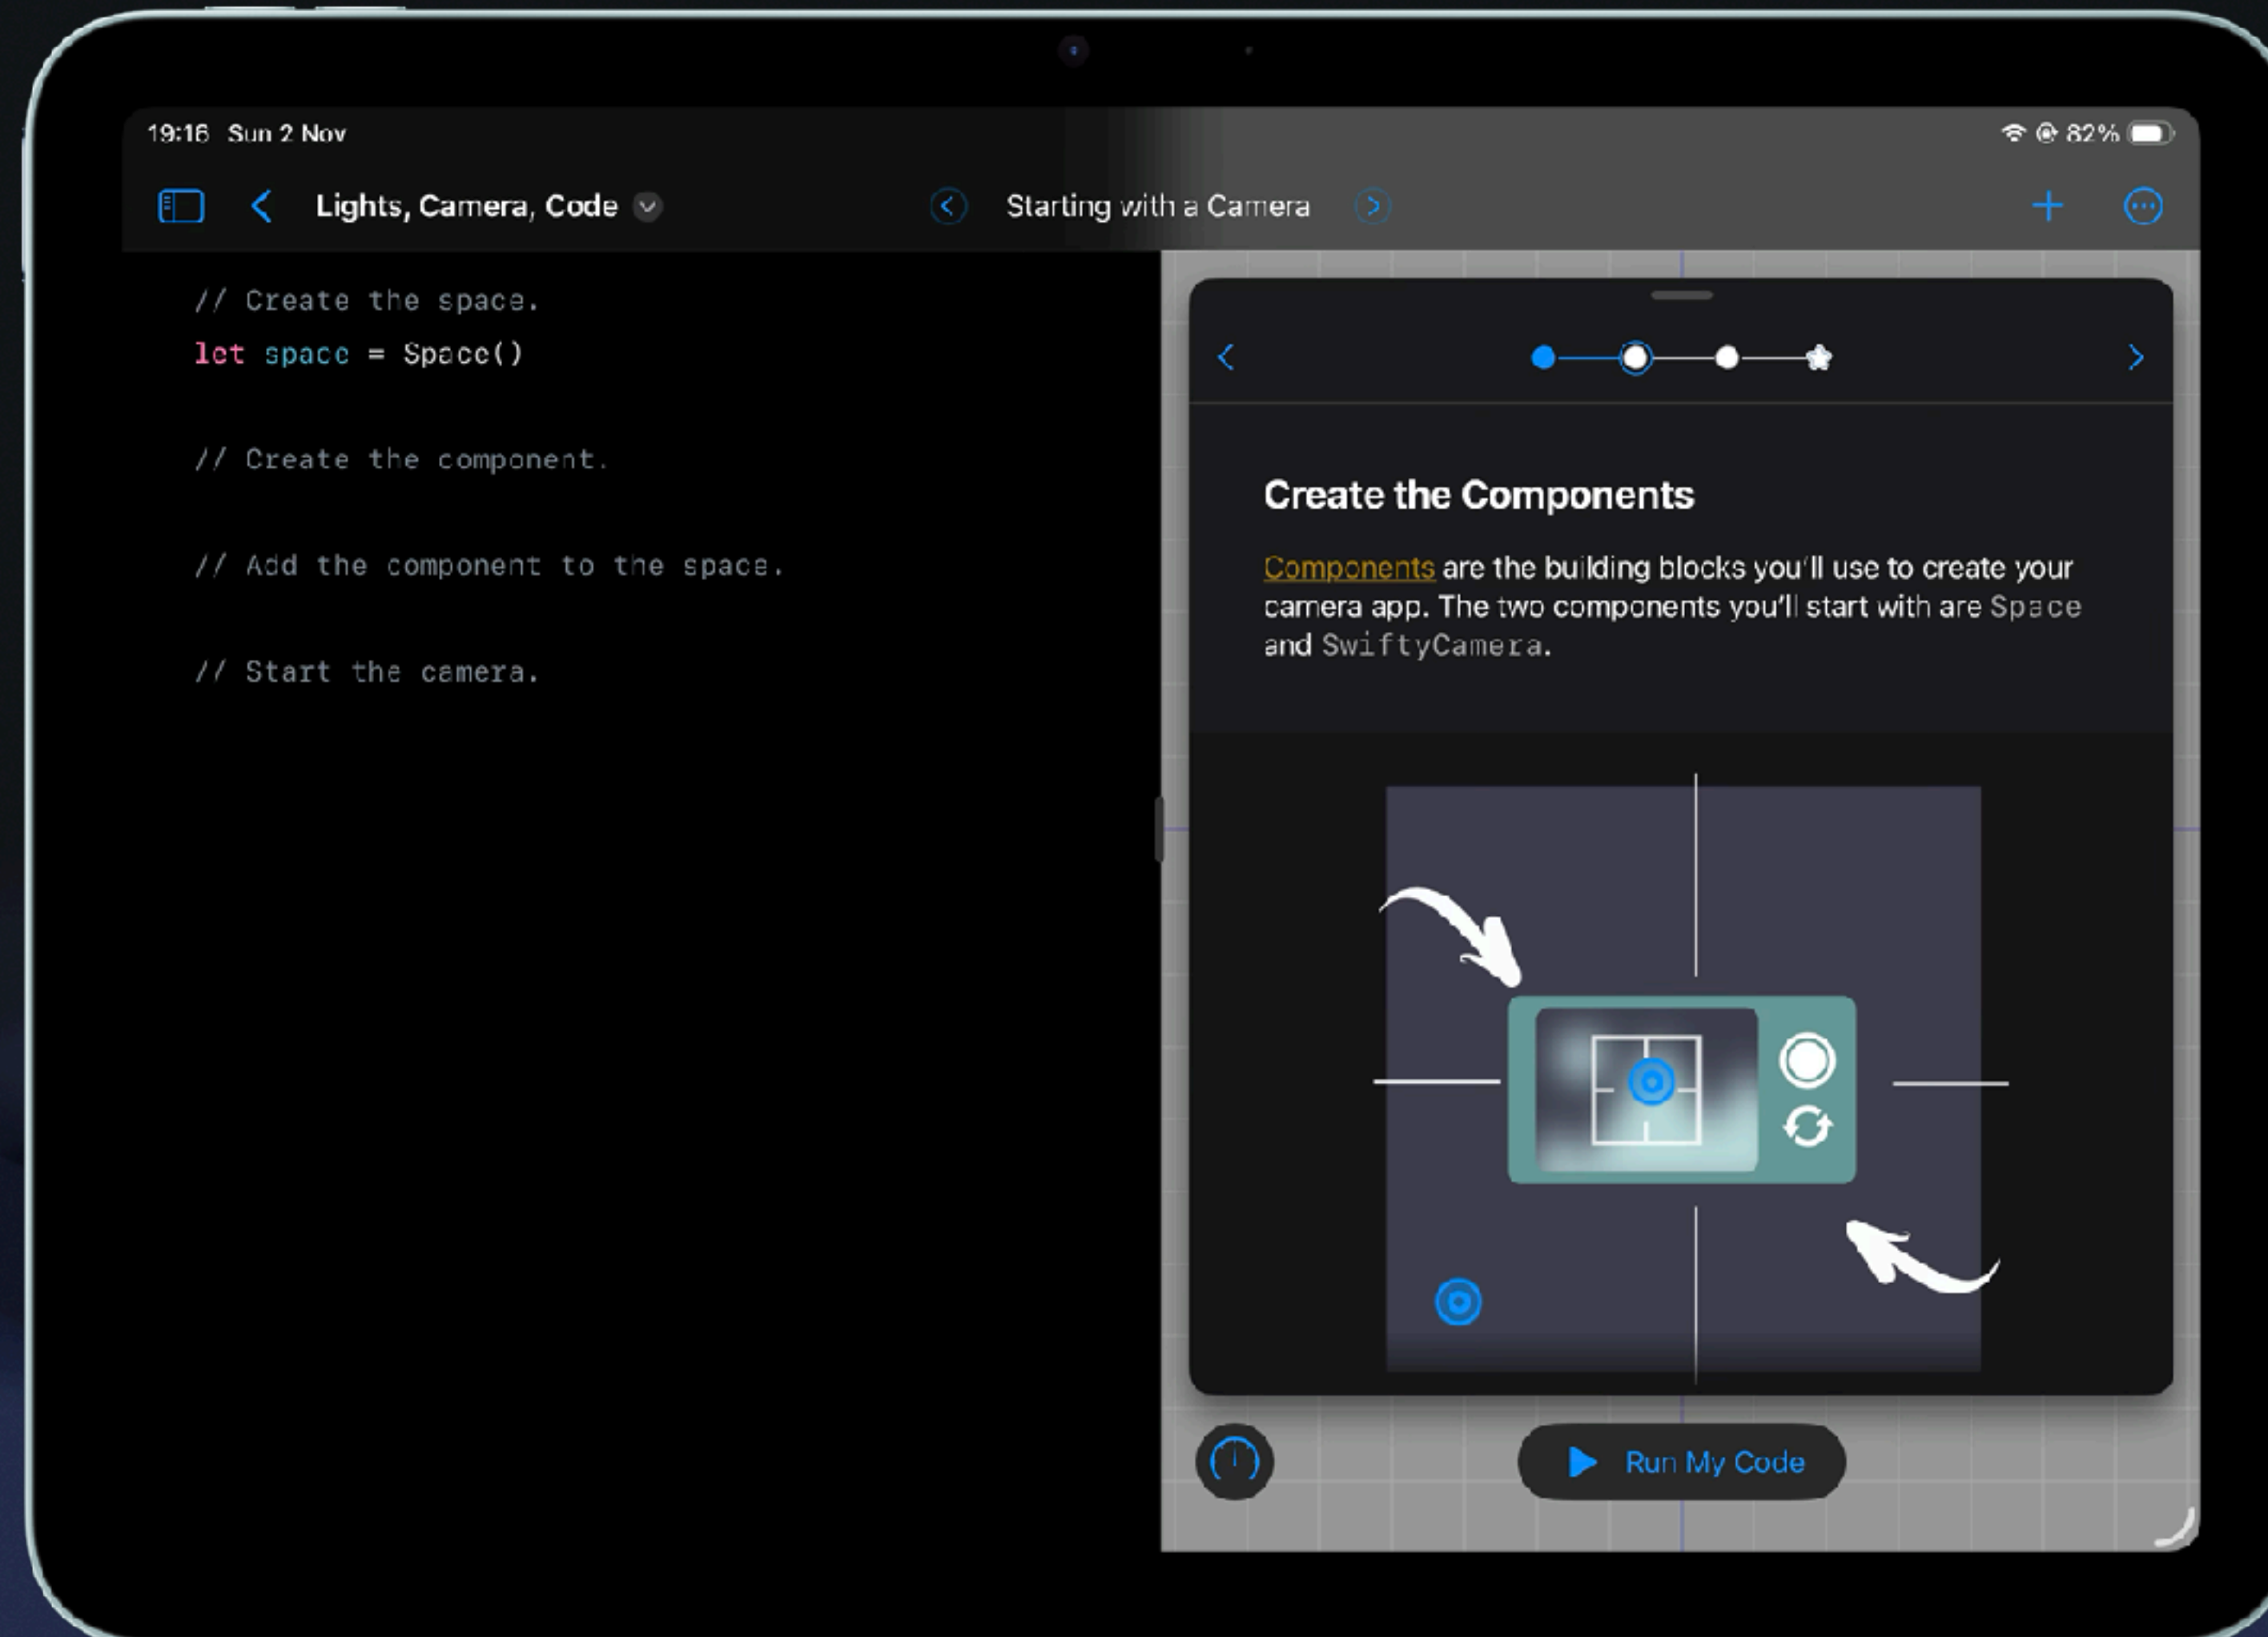 19:16 Sun 2 Nov
82%
Lights, Camera, Code
Starting with a Camera
// Create the space.
let space = Space()
// Create the component.
// Add the component to the space.
// Start the camera.
Create the Components
Components are the building blocks you'll use to create your
camera app. The two components you'll start with are Space
and SwiftyCamera.
Run My Code